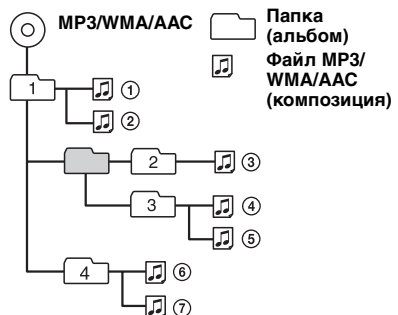 MP3/WMA/AAC
Папка
(альбом)
Файл MP3/
WMA/AAC
(композиция)
1
①
②
2
③
3
④
⑤
4
⑥
⑦